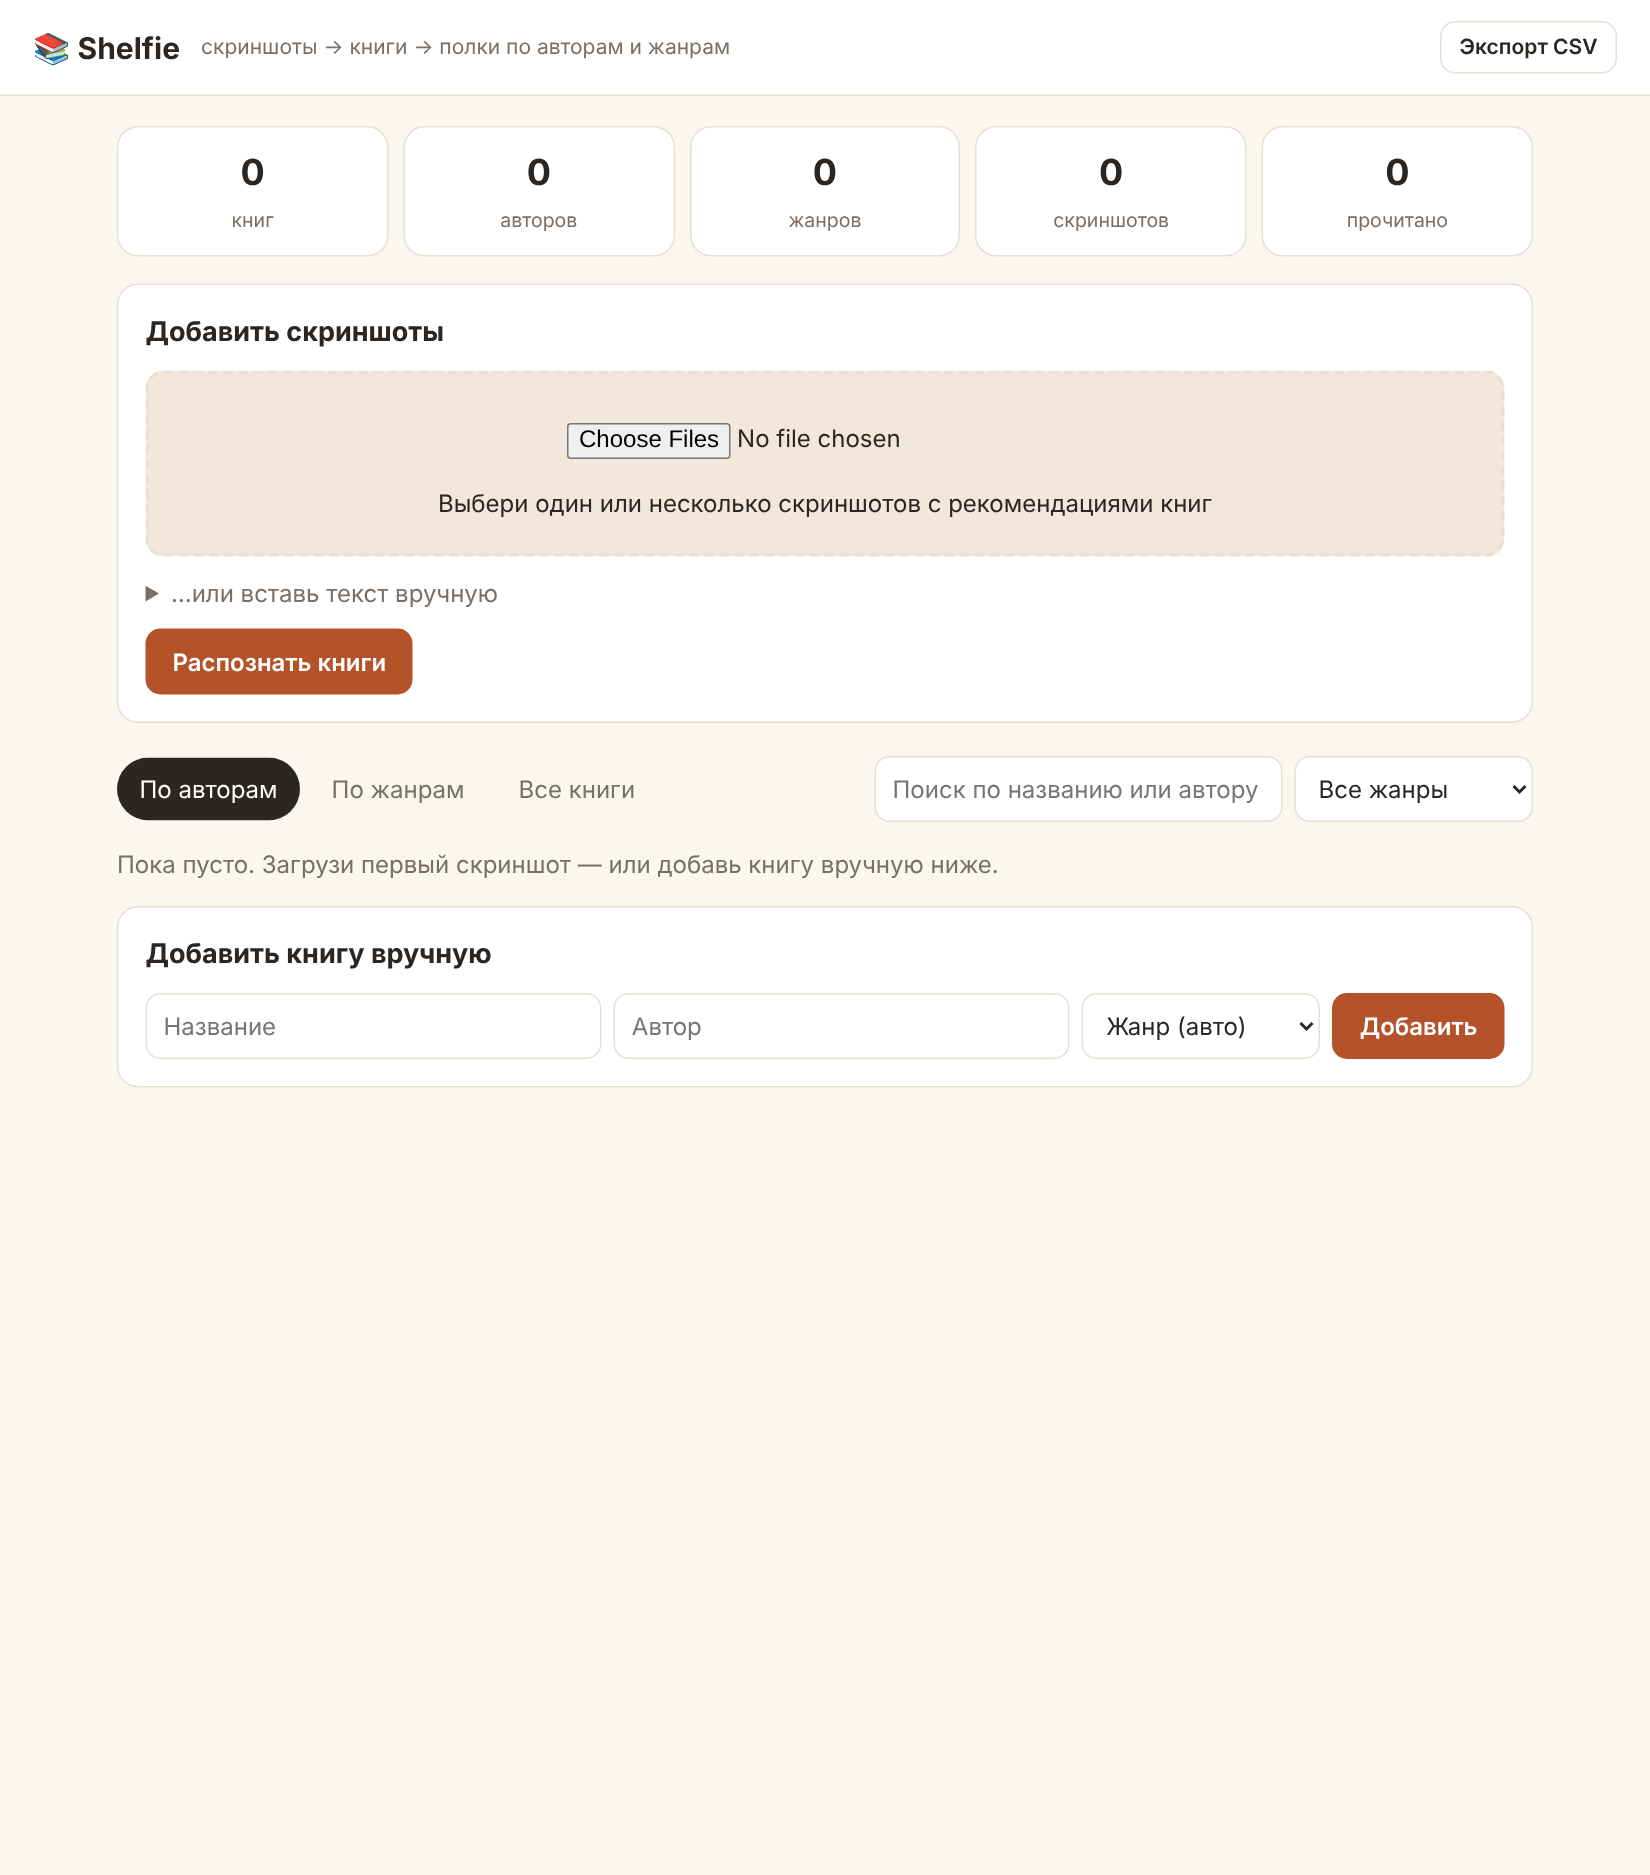 📚 Shelfie скриншоты → книги → полки по авторам и жанрам Экспорт CSV
0 0 0 0 0
книг авторов жанров скриншотов прочитано
Добавить скриншоты
Choose Files No file chosen
Выбери один или несколько скриншотов с рекомендациями книг
▶ ...или вставь текст вручную
Распознать книги
По авторам По жанрам Все книги Поиск по названию или автору Все жанры
Пока пусто. Загрузи первый скриншот — или добавь книгу вручную ниже.
Добавить книгу вручную
Название Автор Жанр (авто) Добавить